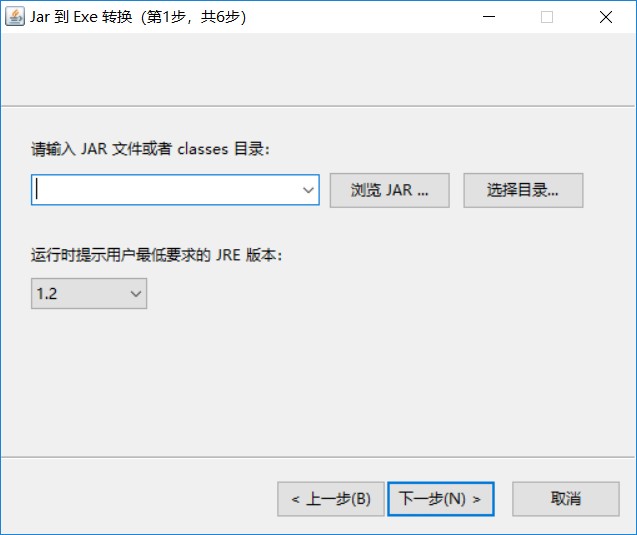 Jar 到 Exe 转换（第1步，共6步）
请输入 JAR 文件或者 classes 目录：
浏览 JAR ...
选择目录...
运行时提示用户最低要求的 JRE 版本：
1.2
< 上一步(B)
下一步(N) >
取消